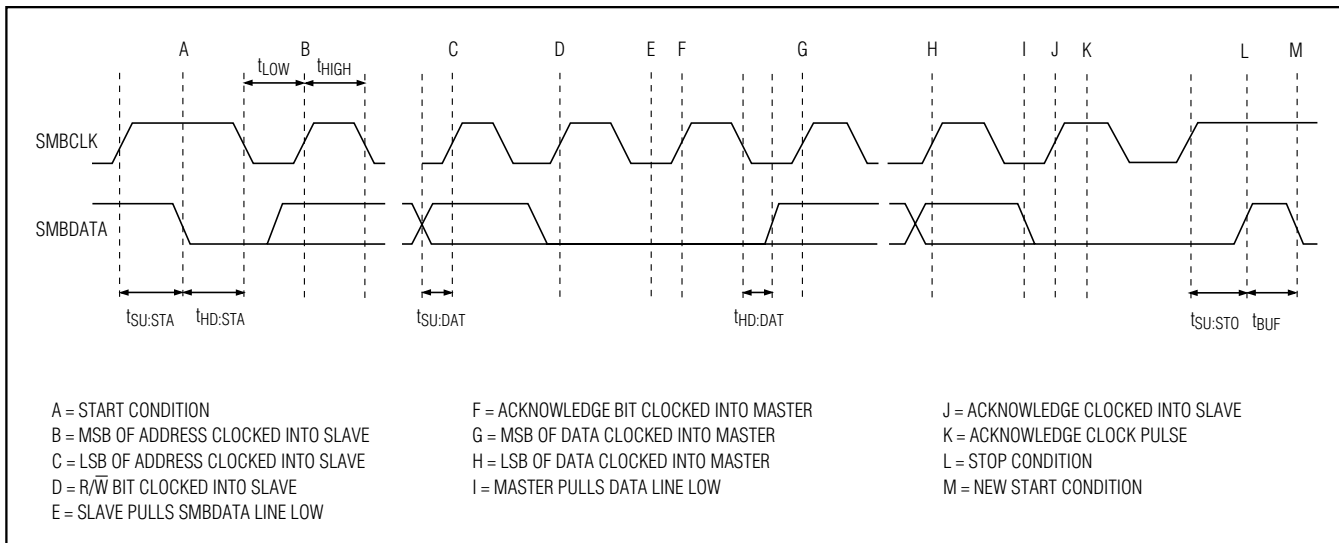 A B C D E F G H I J K L M
tLOW tHIGH
SMBCLK
SMBDATA
tSU:STA tHD:STA tSU:DAT tHD:DAT tSU:STO tBUF
A = START CONDITION
B = MSB OF ADDRESS CLOCKED INTO SLAVE
C = LSB OF ADDRESS CLOCKED INTO SLAVE
D = R/W̅ BIT CLOCKED INTO SLAVE
E = SLAVE PULLS SMBDATA LINE LOW
F = ACKNOWLEDGE BIT CLOCKED INTO MASTER
G = MSB OF DATA CLOCKED INTO MASTER
H = LSB OF DATA CLOCKED INTO MASTER
I = MASTER PULLS DATA LINE LOW
J = ACKNOWLEDGE CLOCKED INTO SLAVE
K = ACKNOWLEDGE CLOCK PULSE
L = STOP CONDITION
M = NEW START CONDITION